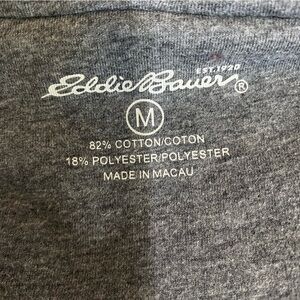 EST.1920
Eddie Bauer®
M
82% COTTON/COTON
18% POLYESTER/POLYESTER
MADE IN MACAU